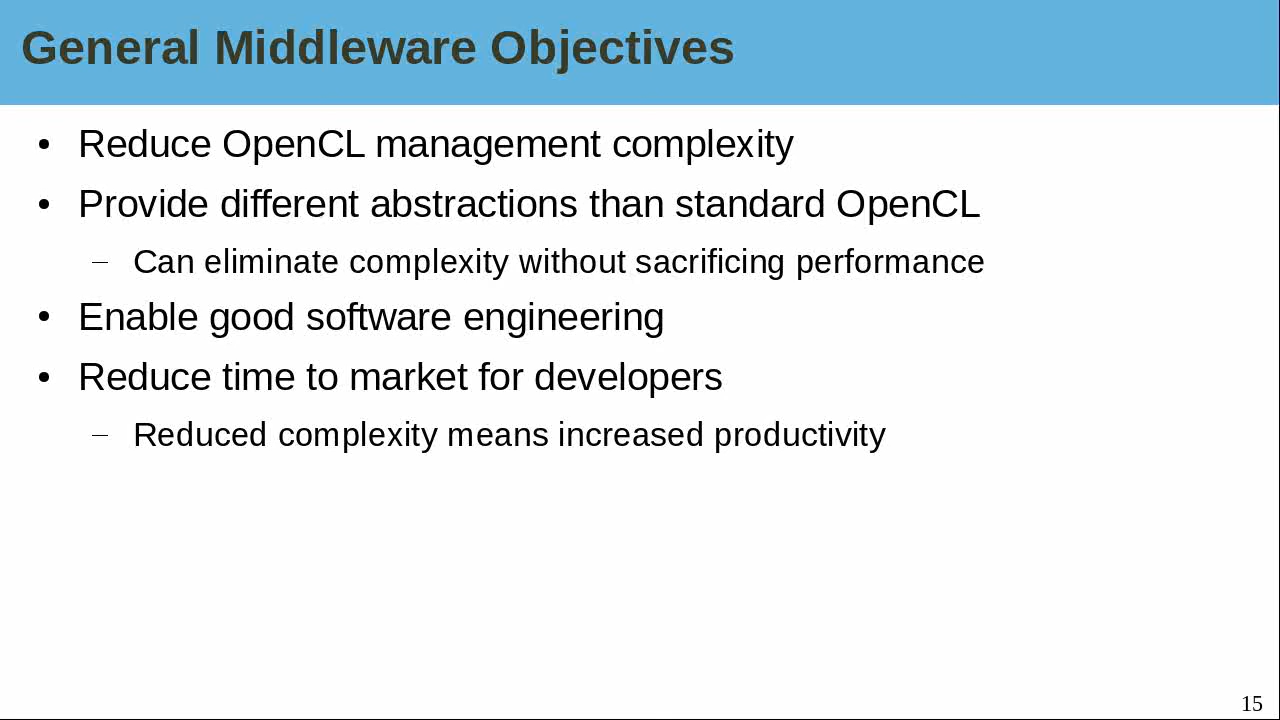 General Middleware Objectives
• Reduce OpenCL management complexity
• Provide different abstractions than standard OpenCL
– Can eliminate complexity without sacrificing performance
• Enable good software engineering
• Reduce time to market for developers
– Reduced complexity means increased productivity
15